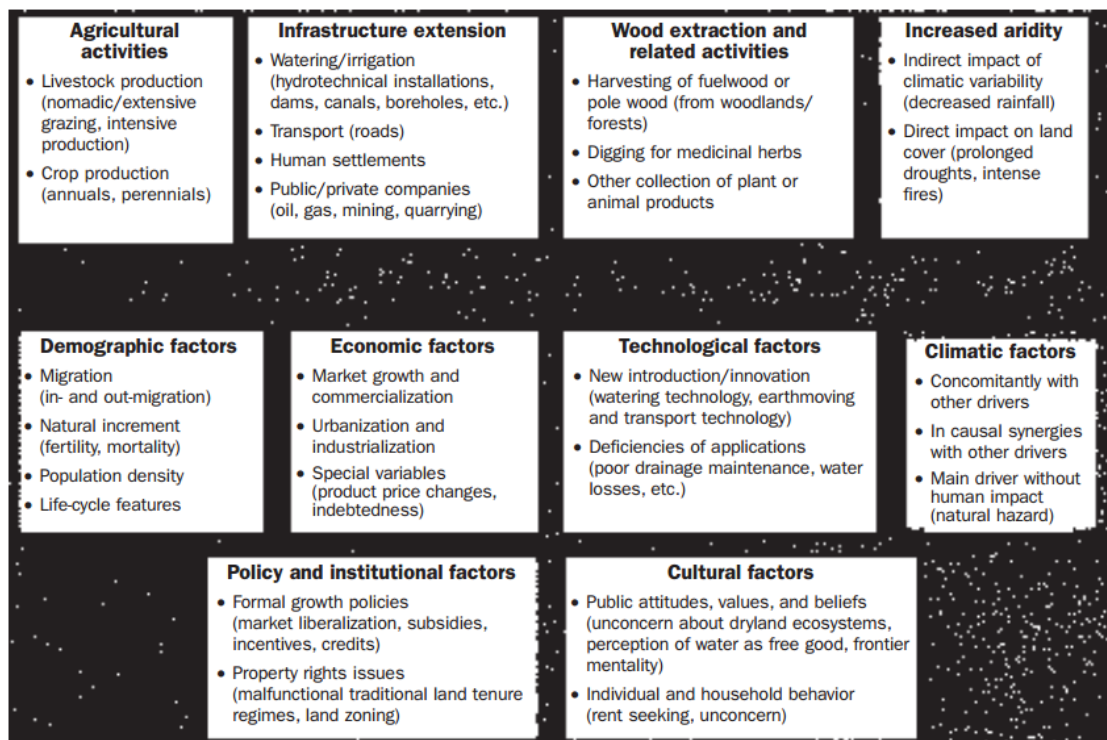 Agricultural
activities
• Livestock production
(nomadic/extensive
grazing, intensive
production)
• Crop production
(annuals, perennials)
Infrastructure extension
• Watering/irrigation
(hydrotechnical installations,
dams, canals, boreholes, etc.)
• Transport (roads)
• Human settlements
• Public/private companies
(oil, gas, mining, quarrying)
Wood extraction and
related activities
• Harvesting of fuelwood or
pole wood (from woodlands/
forests)
• Digging for medicinal herbs
• Other collection of plant or
animal products
Increased aridity
• Indirect impact of
climatic variability
(decreased rainfall)
• Direct impact on land
cover (prolonged
droughts, intense
fires)
Demographic factors
• Migration
(in- and out-migration)
• Natural increment
(fertility, mortality)
• Population density
• Life-cycle features
Economic factors
• Market growth and
commercialization
• Urbanization and
industrialization
• Special variables
(product price changes,
indebtedness)
Technological factors
• New introduction/innovation
(watering technology, earthmoving
and transport technology)
• Deficiencies of applications
(poor drainage maintenance, water
losses, etc.)
Climatic factors
• Concomitantly with
other drivers
• In causal synergies
with other drivers
• Main driver without
human impact
(natural hazard)
Policy and institutional factors
• Formal growth policies
(market liberalization, subsidies,
incentives, credits)
• Property rights issues
(malfunctional traditional land tenure
regimes, land zoning)
Cultural factors
• Public attitudes, values, and beliefs
(unconcern about dryland ecosystems,
perception of water as free good, frontier
mentality)
• Individual and household behavior
(rent seeking, unconcern)